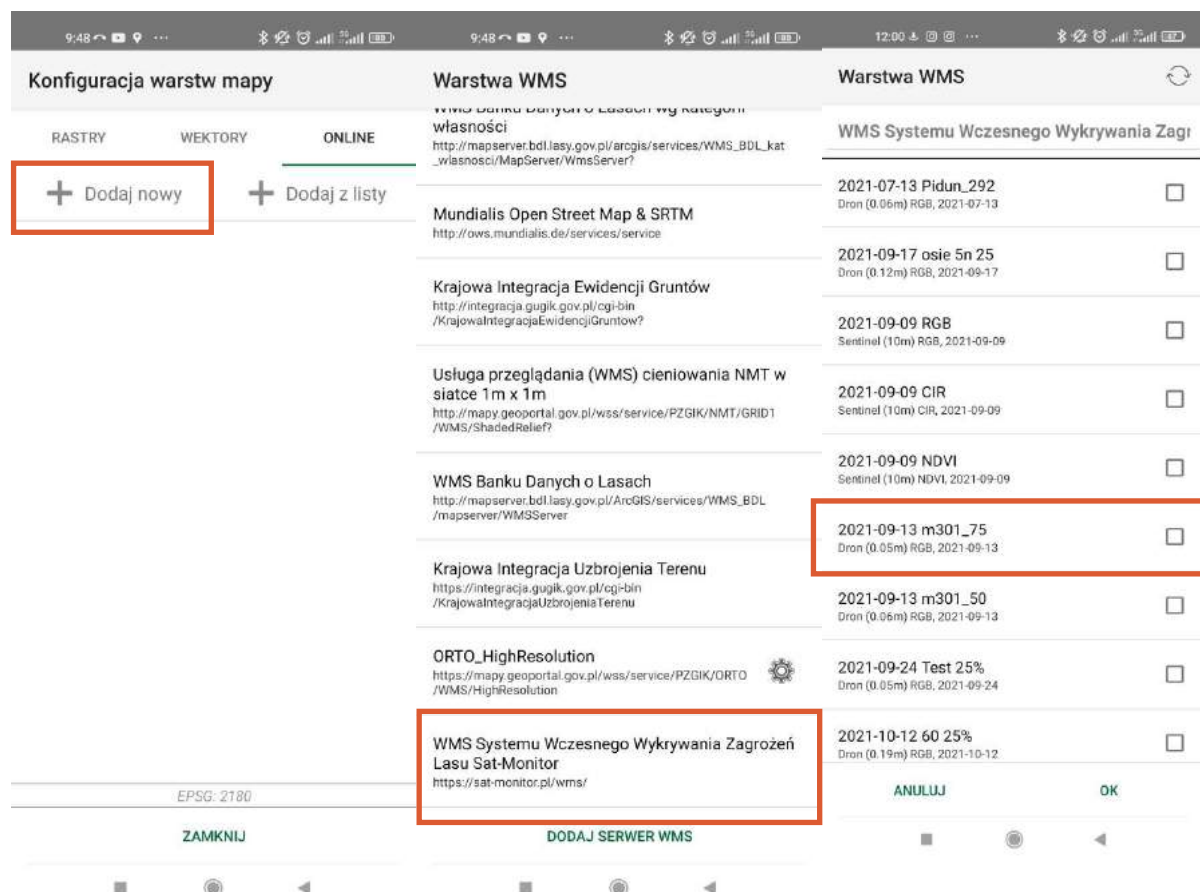 9:48 ...
Konfiguracja warstw mapy
RASTRY WEKTORY ONLINE
Dodaj nowy Dodaj z listy
EPSG: 2180
ZAMKNIJ
9:48 ...
Warstwa WMS
WMS Banku Danych o Lasach wg kategorii
własności
http://mapserver.bdl.lasy.gov.pl/arcgis/services/WMS_BDL_kat
_wlasnosci/MapServer/WmsServer?
Mundialis Open Street Map & SRTM
http://ows.mundialis.de/services/service
Krajowa Integracja Ewidencji Gruntów
http://integracja.gugik.gov.pl/cgi-bin
/KrajowaIntegracjaEwidencjiGruntow?
Usługa przeglądania (WMS) cieniowania NMT w
siatce 1m x 1m
http://mapy.geoportal.gov.pl/wss/service/PZGIK/NMT/GRID1
/WMS/ShadedRelief?
WMS Banku Danych o Lasach
http://mapserver.bdl.lasy.gov.pl/ArcGIS/services/WMS_BDL
/mapserver/WMSServer
Krajowa Integracja Uzbrojenia Terenu
https://integracja.gugik.gov.pl/cgi-bin
/KrajowaIntegracjaUzbrojeniaTerenu
ORTO_HighResolution
https://mapy.geoportal.gov.pl/wss/service/PZGIK/ORTO
/WMS/HighResolution
WMS Systemu Wczesnego Wykrywania Zagrożeń
Lasu Sat-Monitor
https://sat-monitor.pl/wms/
DODAJ SERWER WMS
12:00 ...
Warstwa WMS
WMS Systemu Wczesnego Wykrywania Zagr
2021-07-13 Pidun_292
Dron (0.06m) RGB, 2021-07-13
2021-09-17 osie 5n 25
Dron (0.12m) RGB, 2021-09-17
2021-09-09 RGB
Sentinel (10m) RGB, 2021-09-09
2021-09-09 CIR
Sentinel (10m) CIR, 2021-09-09
2021-09-09 NDVI
Sentinel (10m) NDVI, 2021-09-09
2021-09-13 m301_75
Dron (0.05m) RGB, 2021-09-13
2021-09-13 m301_50
Dron (0.06m) RGB, 2021-09-13
2021-09-24 Test 25%
Dron (0.05m) RGB, 2021-09-24
2021-10-12 60 25%
Dron (0.19m) RGB, 2021-10-12
ANULUJ OK